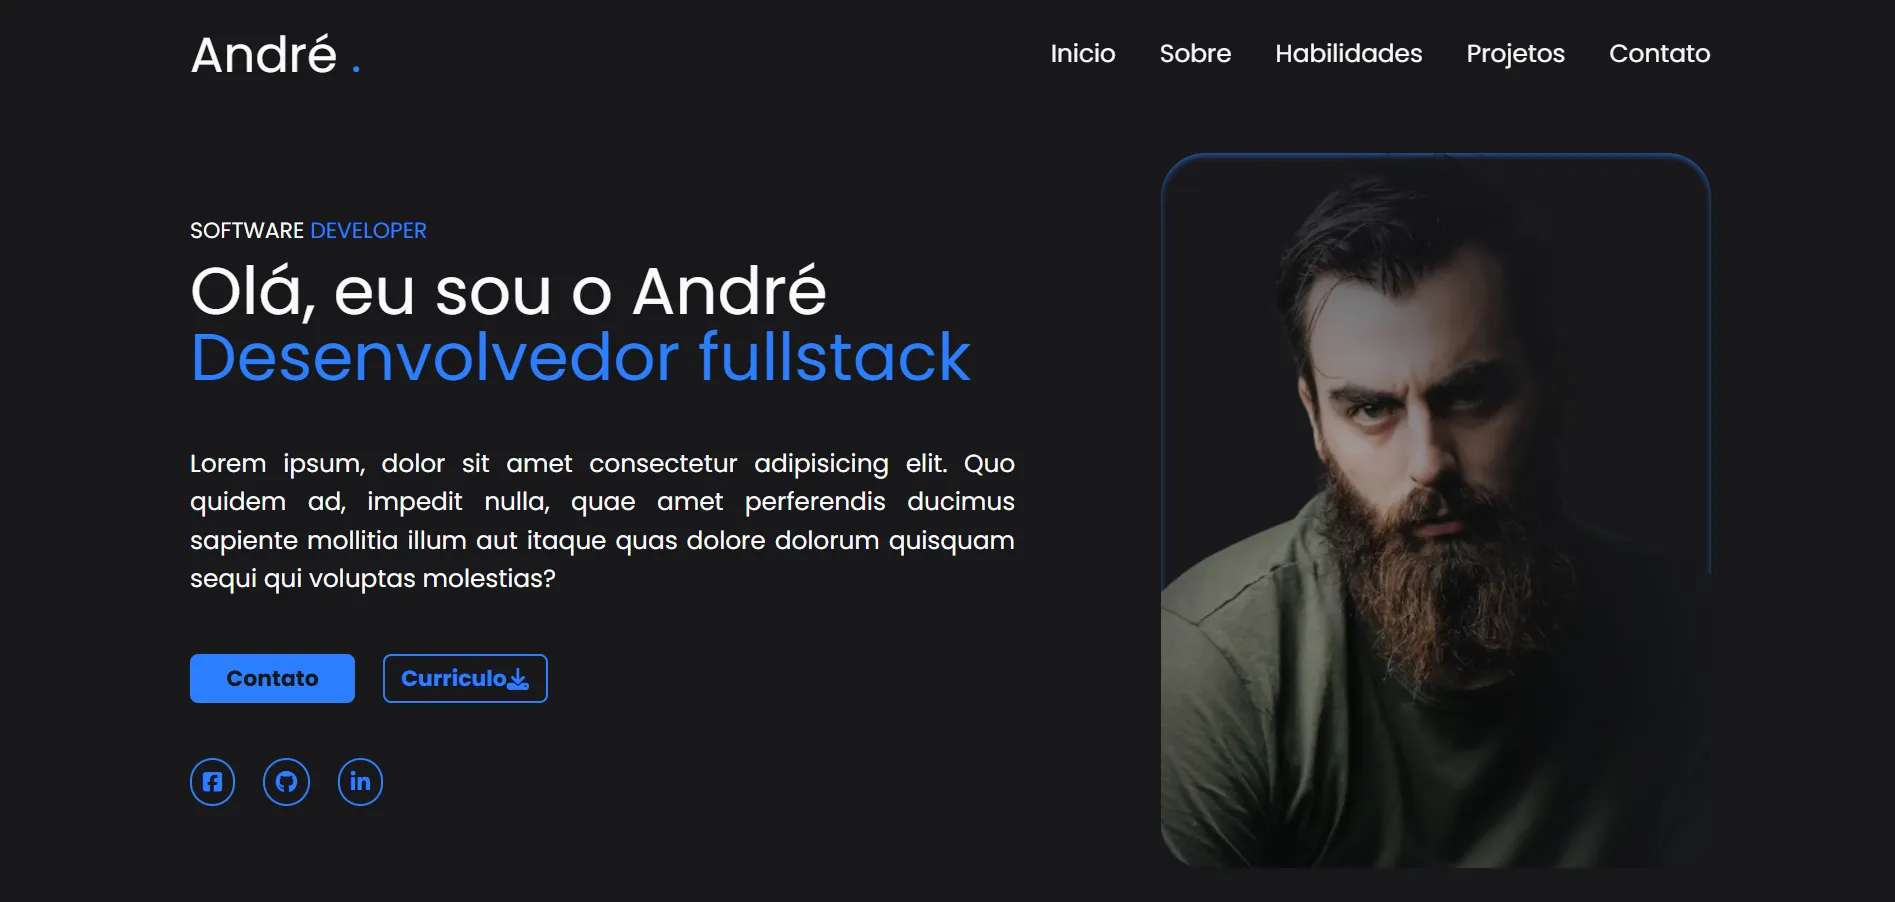 André .
Inicio Sobre Habilidades Projetos Contato
SOFTWARE DEVELOPER
Olá, eu sou o André
Desenvolvedor fullstack
Lorem ipsum, dolor sit amet consectetur adipisicing elit. Quo
quidem ad, impedit nulla, quae amet perferendis ducimus
sapiente mollitia illum aut itaque quas dolore dolorum quisquam
sequi qui voluptas molestias?
Contato
Curriculo